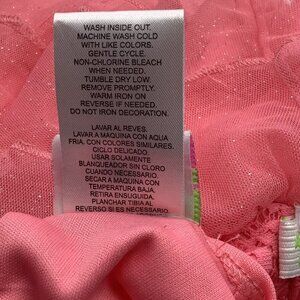 WASH INSIDE OUT.
MACHINE WASH COLD
WITH LIKE COLORS.
GENTLE CYCLE.
NON-CHLORINE BLEACH
WHEN NEEDED.
TUMBLE DRY LOW.
REMOVE PROMPTLY.
WARM IRON ON
REVERSE IF NEEDED.
DO NOT IRON DECORATION.
LAVAR AL REVES.
LAVAR A MAQUINA CON AQUA
FRIA, CON COLORES SIMILARES.
CICLO DELICADO.
USAR SOLAMENTE
BLANQUEADOR SIN CLORO
CUANDO NECESARIO.
SECAR A MAQUINA CON
TEMPERATURA BAJA.
RETIRA ENSUGUIDA.
PLANCHAR TIBIA AL
REVERSO SI ES NECESARIO.